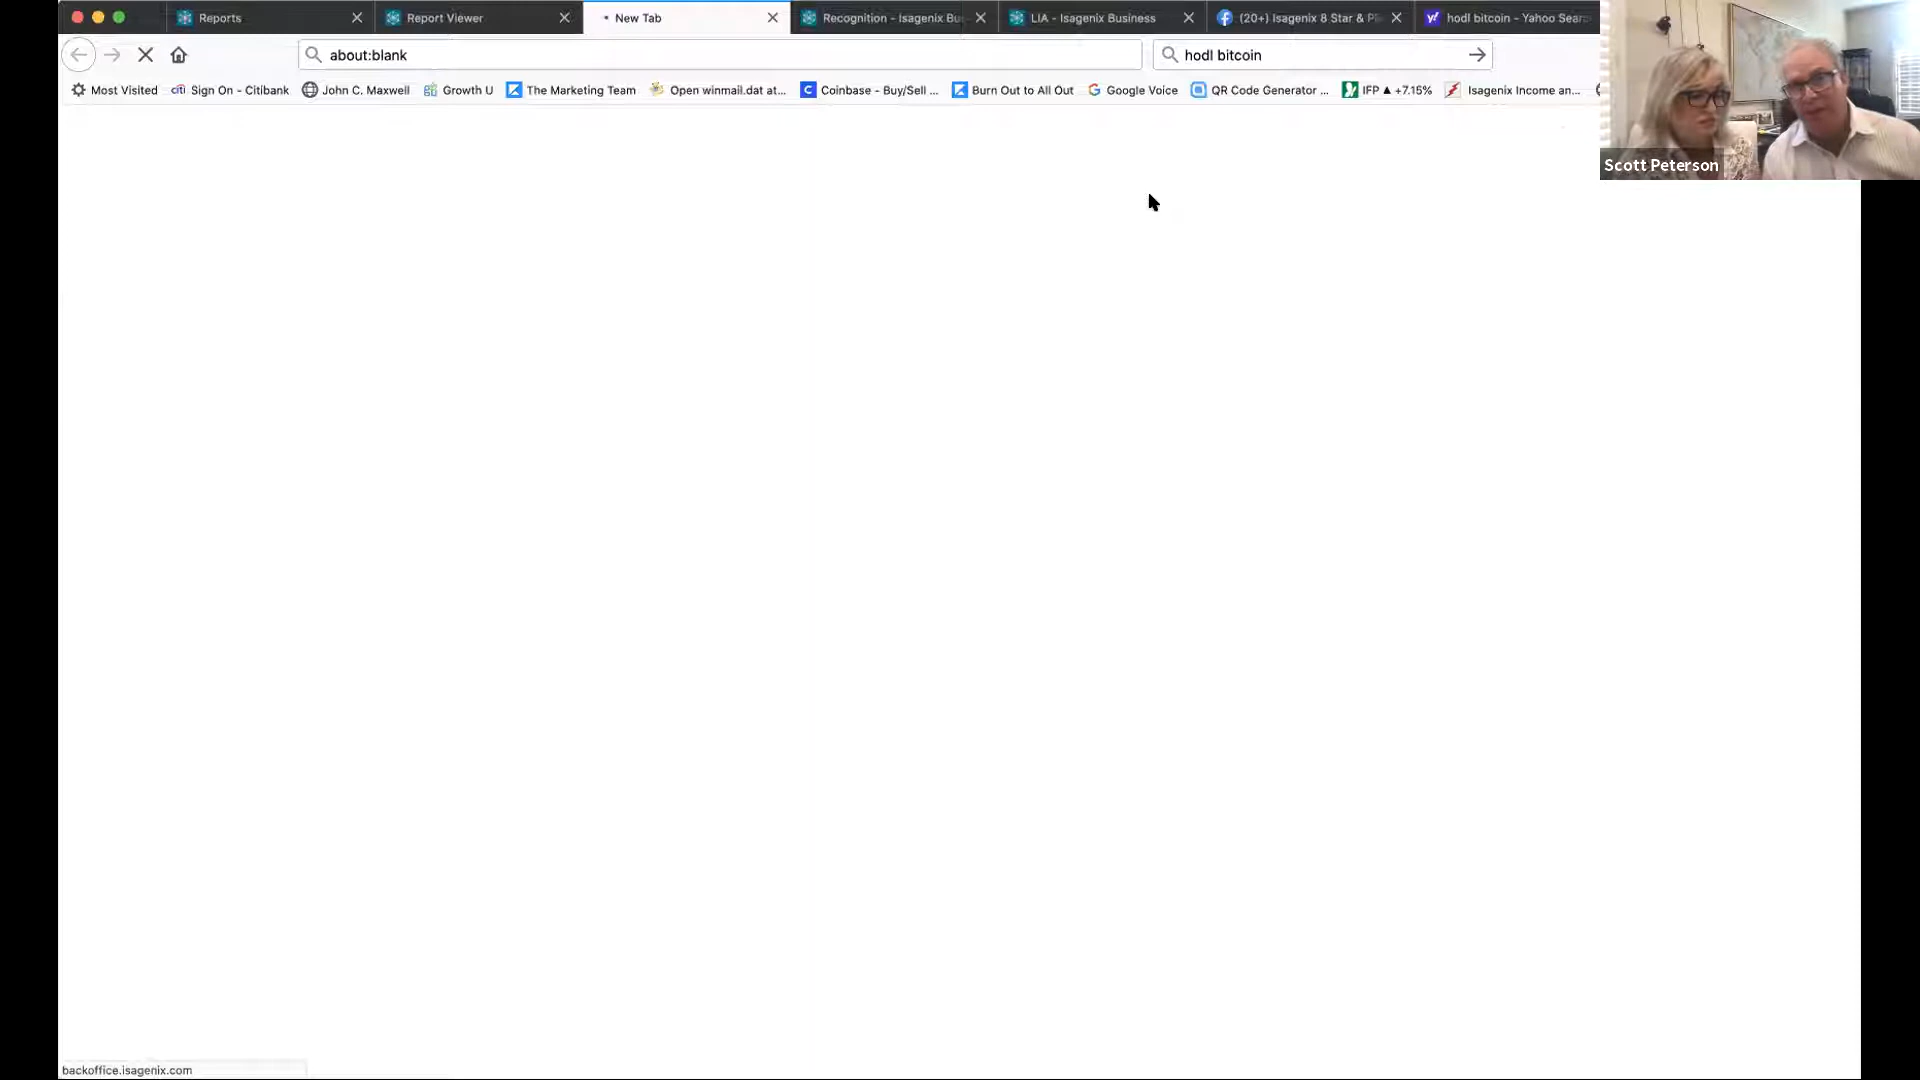 Reports
Report Viewer
New Tab
Recognition - Isagenix Bu
LIA - Isagenix Business
(20+) Isagenix 8 Star & Pl
hodl bitcoin - Yahoo Sear
about:blank
hodl bitcoin
Most Visited
citi Sign On - Citibank
John C. Maxwell
Growth U
The Marketing Team
Open winmail.dat at...
C Coinbase - Buy/Sell ...
Burn Out to All Out
G Google Voice
QR Code Generator ...
IFP ▲ +7.15%
Isagenix Income an...
Scott Peterson
backoffice.isagenix.com